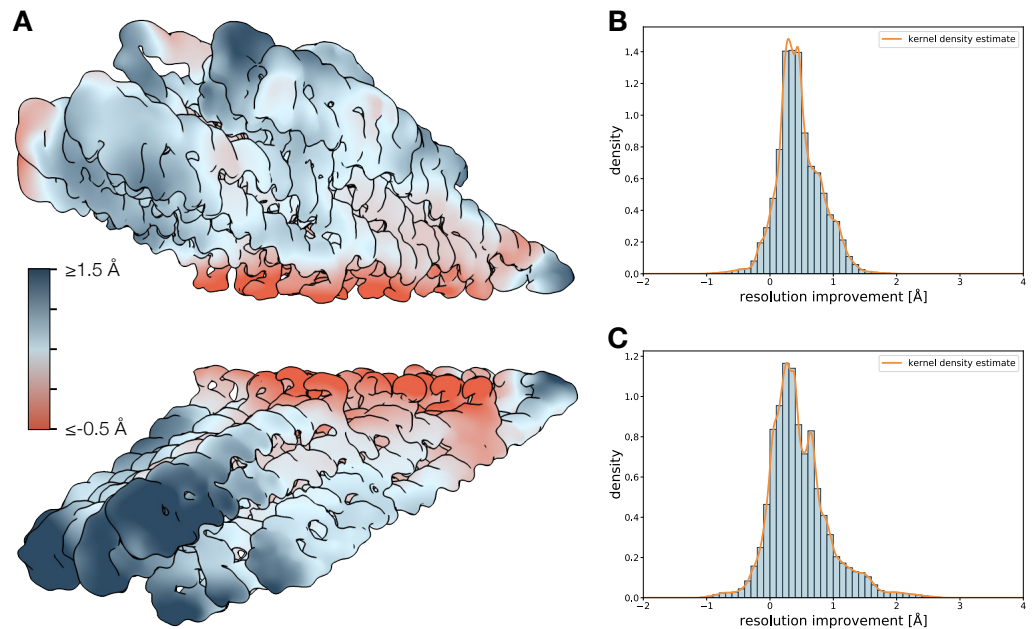 A
≥1.5 Å
≤-0.5 Å
B
kernel density estimate
density
1.4
1.2
1.0
0.8
0.6
0.4
0.2
0.0
−2
−1
0
1
2
3
4
resolution improvement [Å]
C
kernel density estimate
density
1.2
1.0
0.8
0.6
0.4
0.2
0.0
−2
−1
0
1
2
3
4
resolution improvement [Å]